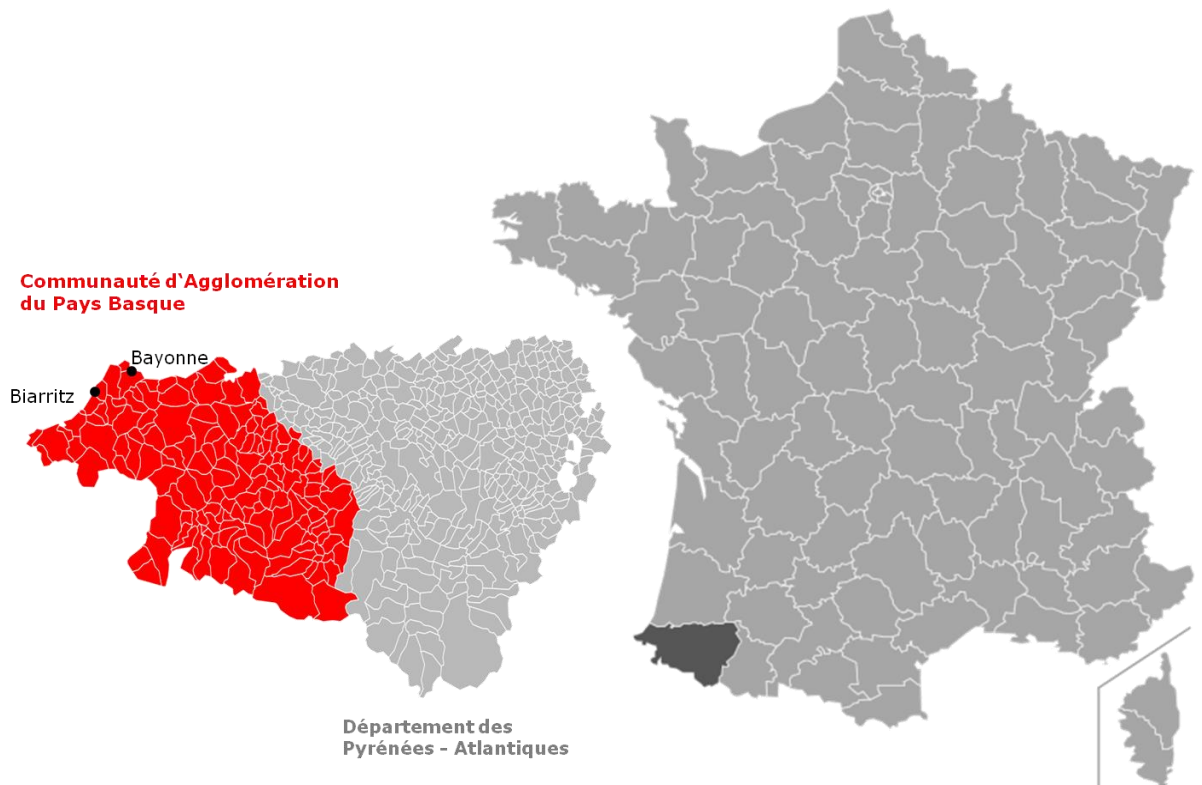 Communauté d'Agglomération
du Pays Basque
Bayonne
Biarritz
Département des
Pyrénées - Atlantiques